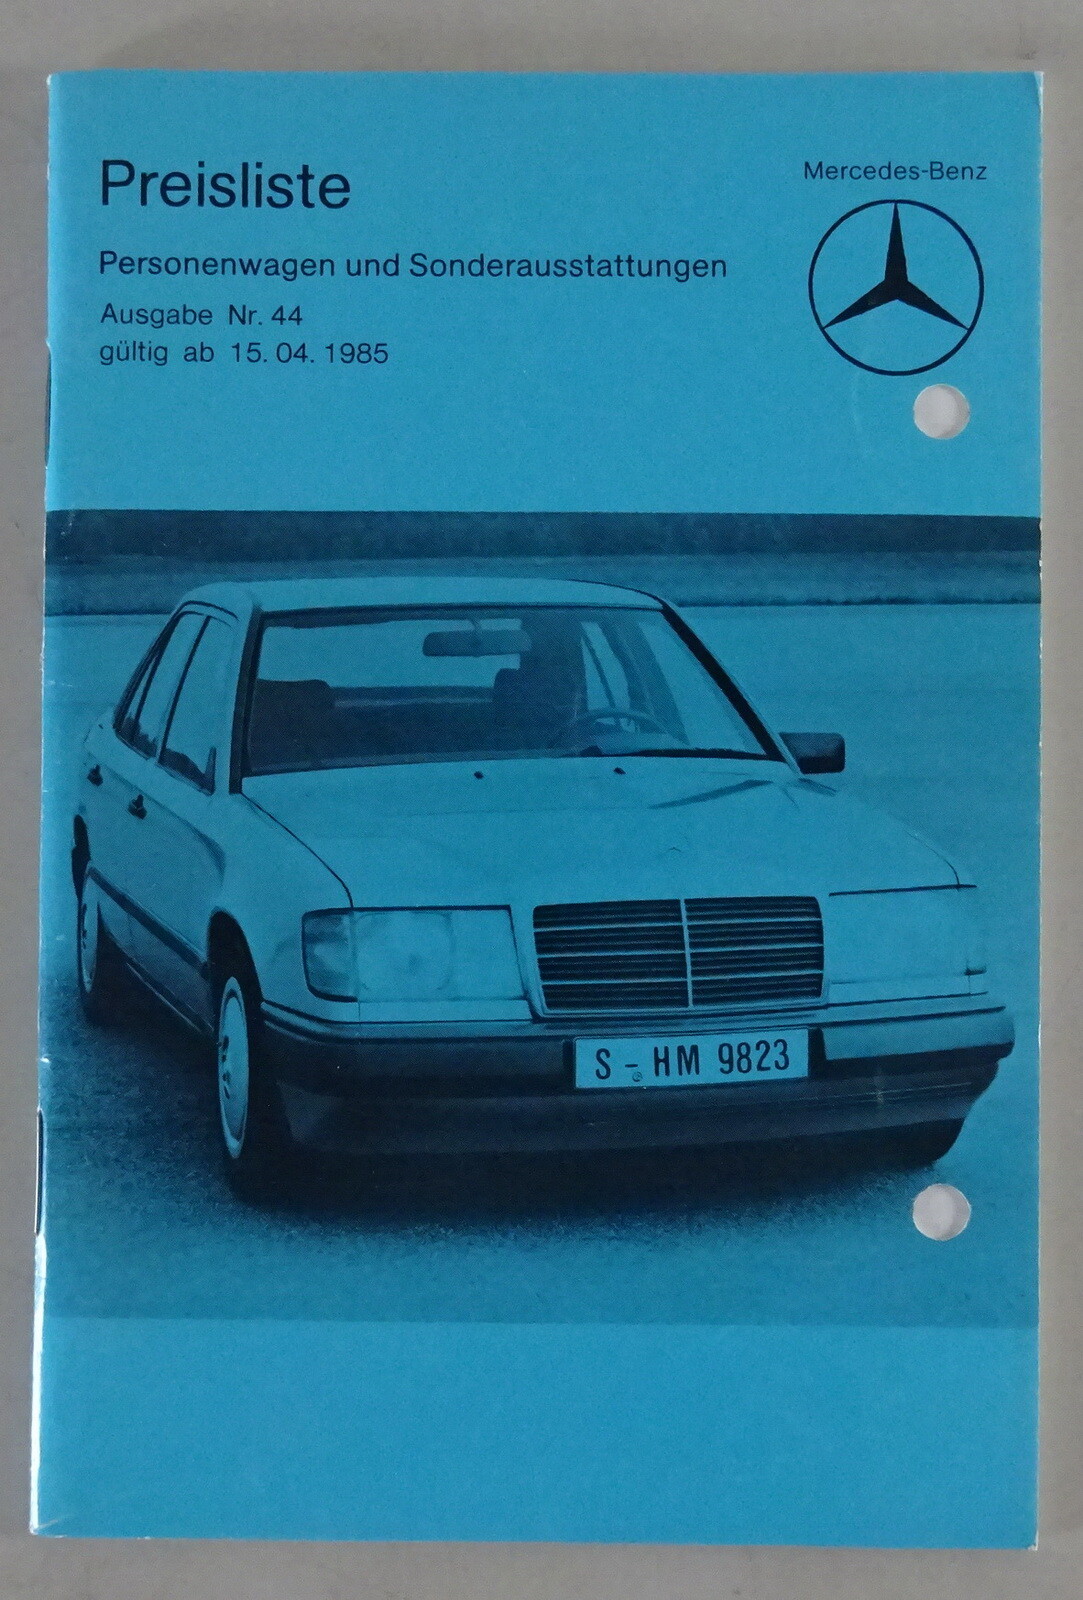 Preisliste
Mercedes-Benz
Personenwagen und Sonderausstattungen
Ausgabe Nr. 44
gültig ab 15. 04. 1985
S - HM 9823